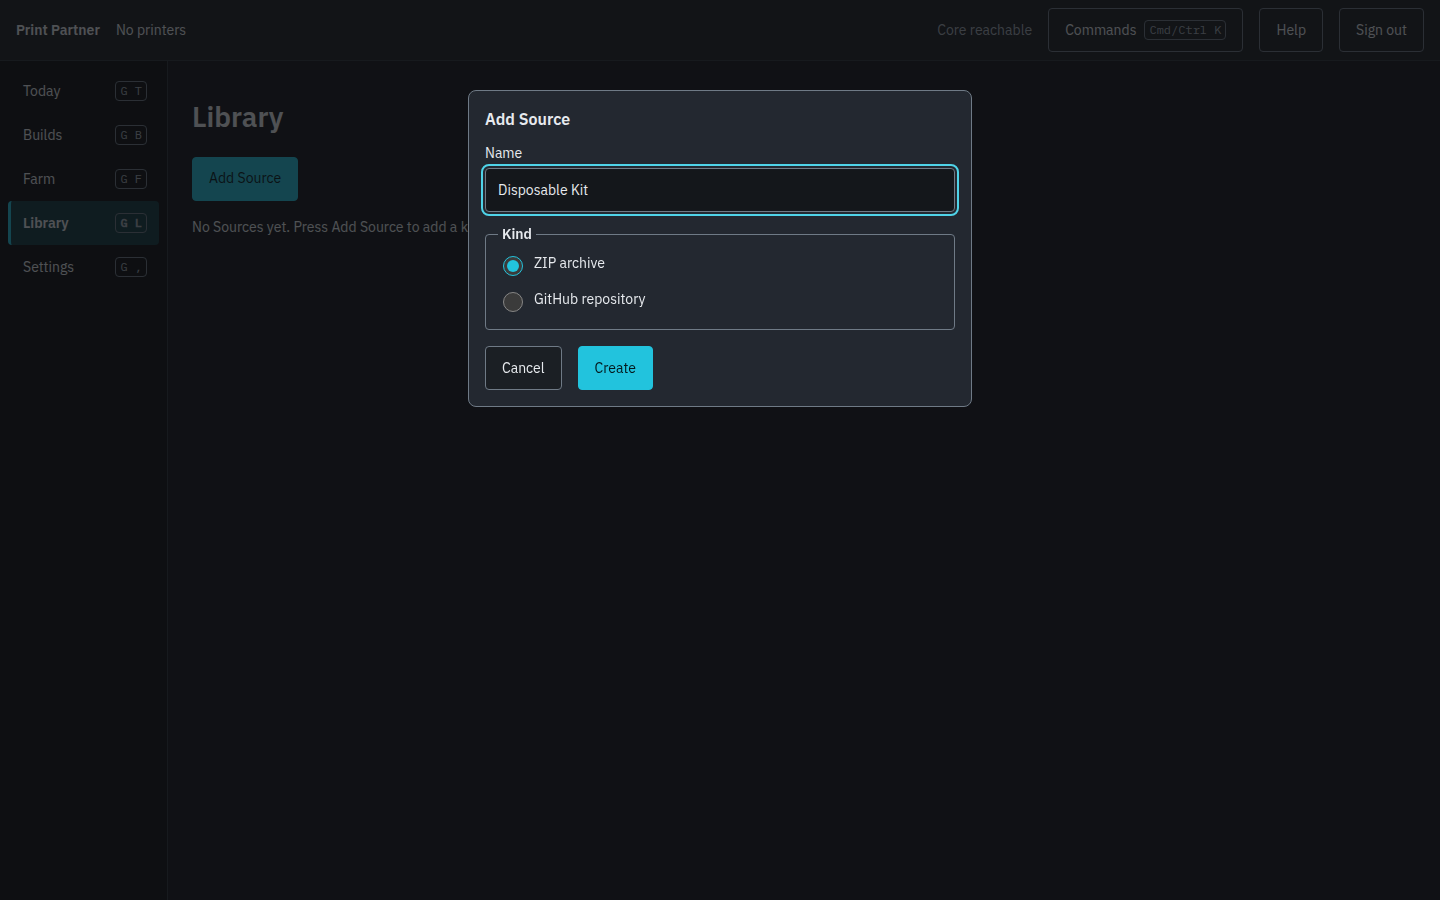 Print Partner No printers Core reachable Commands Cmd/Ctrl K Help Sign out
Today G T
Builds G B
Farm G F
Library G L
Settings G ,
Library
Add Source
No Sources yet. Press Add Source to add a k
Add Source
Name
Disposable Kit
Kind
ZIP archive
GitHub repository
Cancel Create